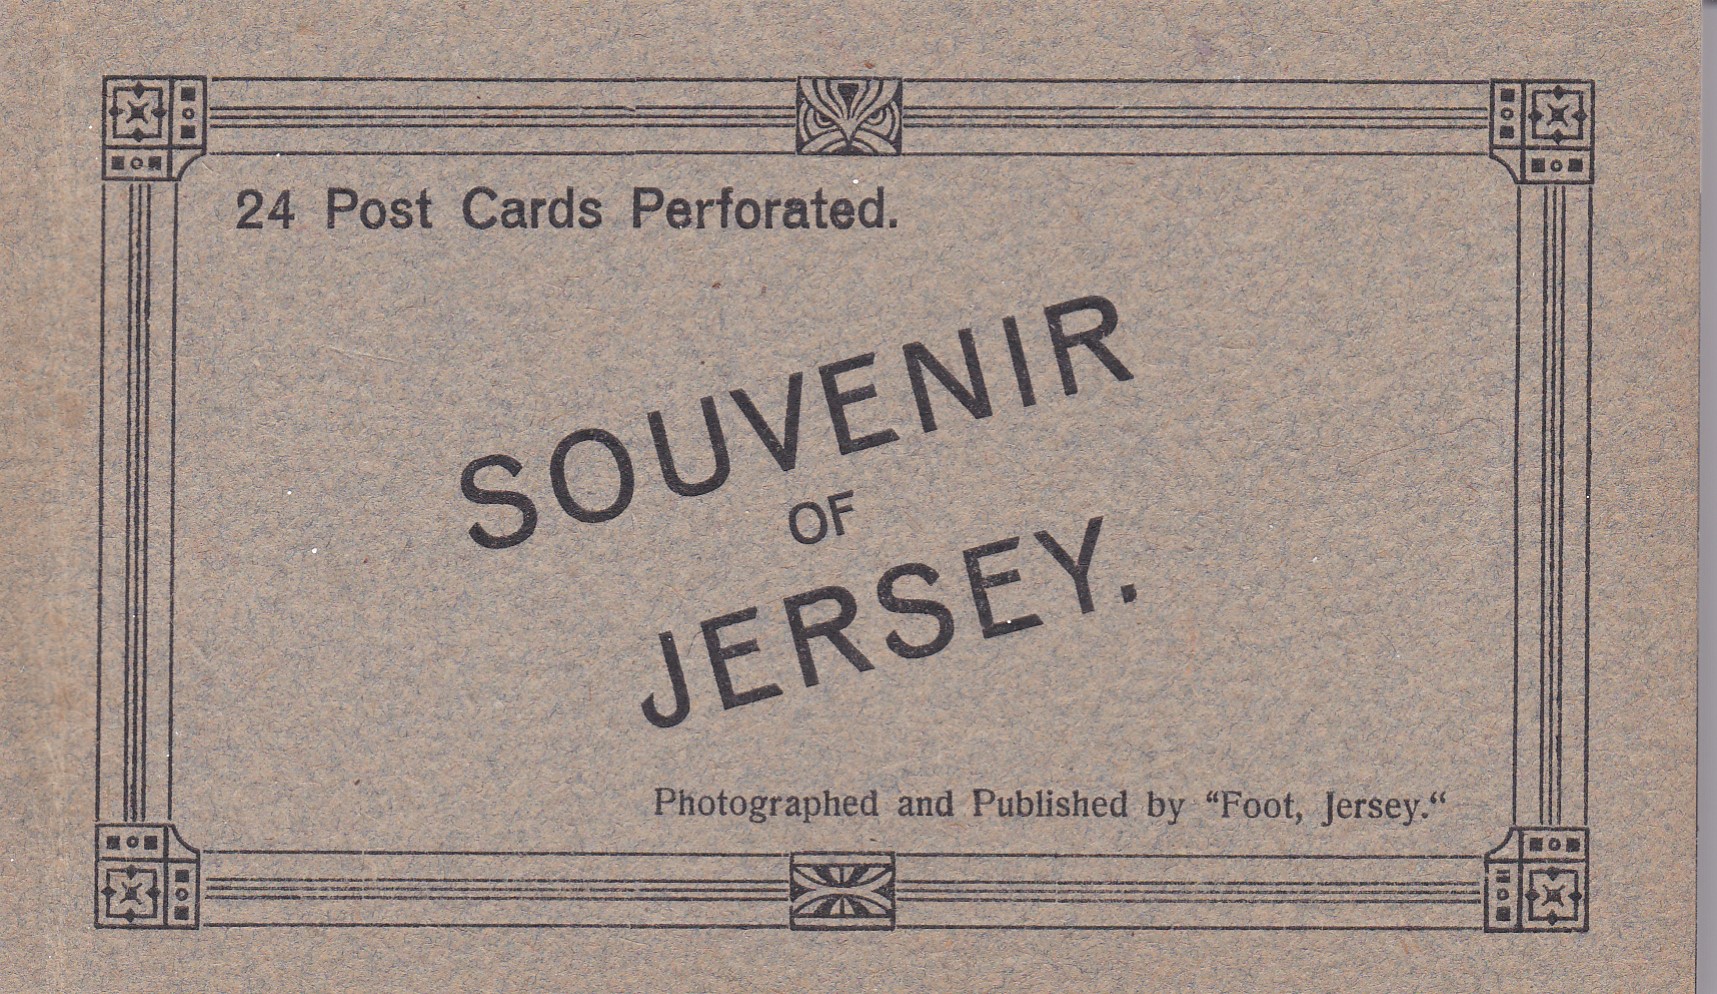 24 Post Cards Perforated.
SOUVENIR
OF
JERSEY.
Photographed and Published by “Foot, Jersey.“